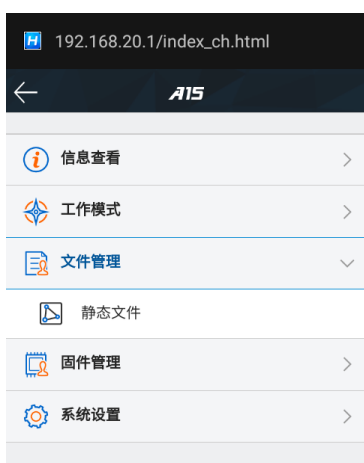 H 192.168.20.1/index_ch.html
A15
信息查看
工作模式
文件管理
静态文件
固件管理
系统设置